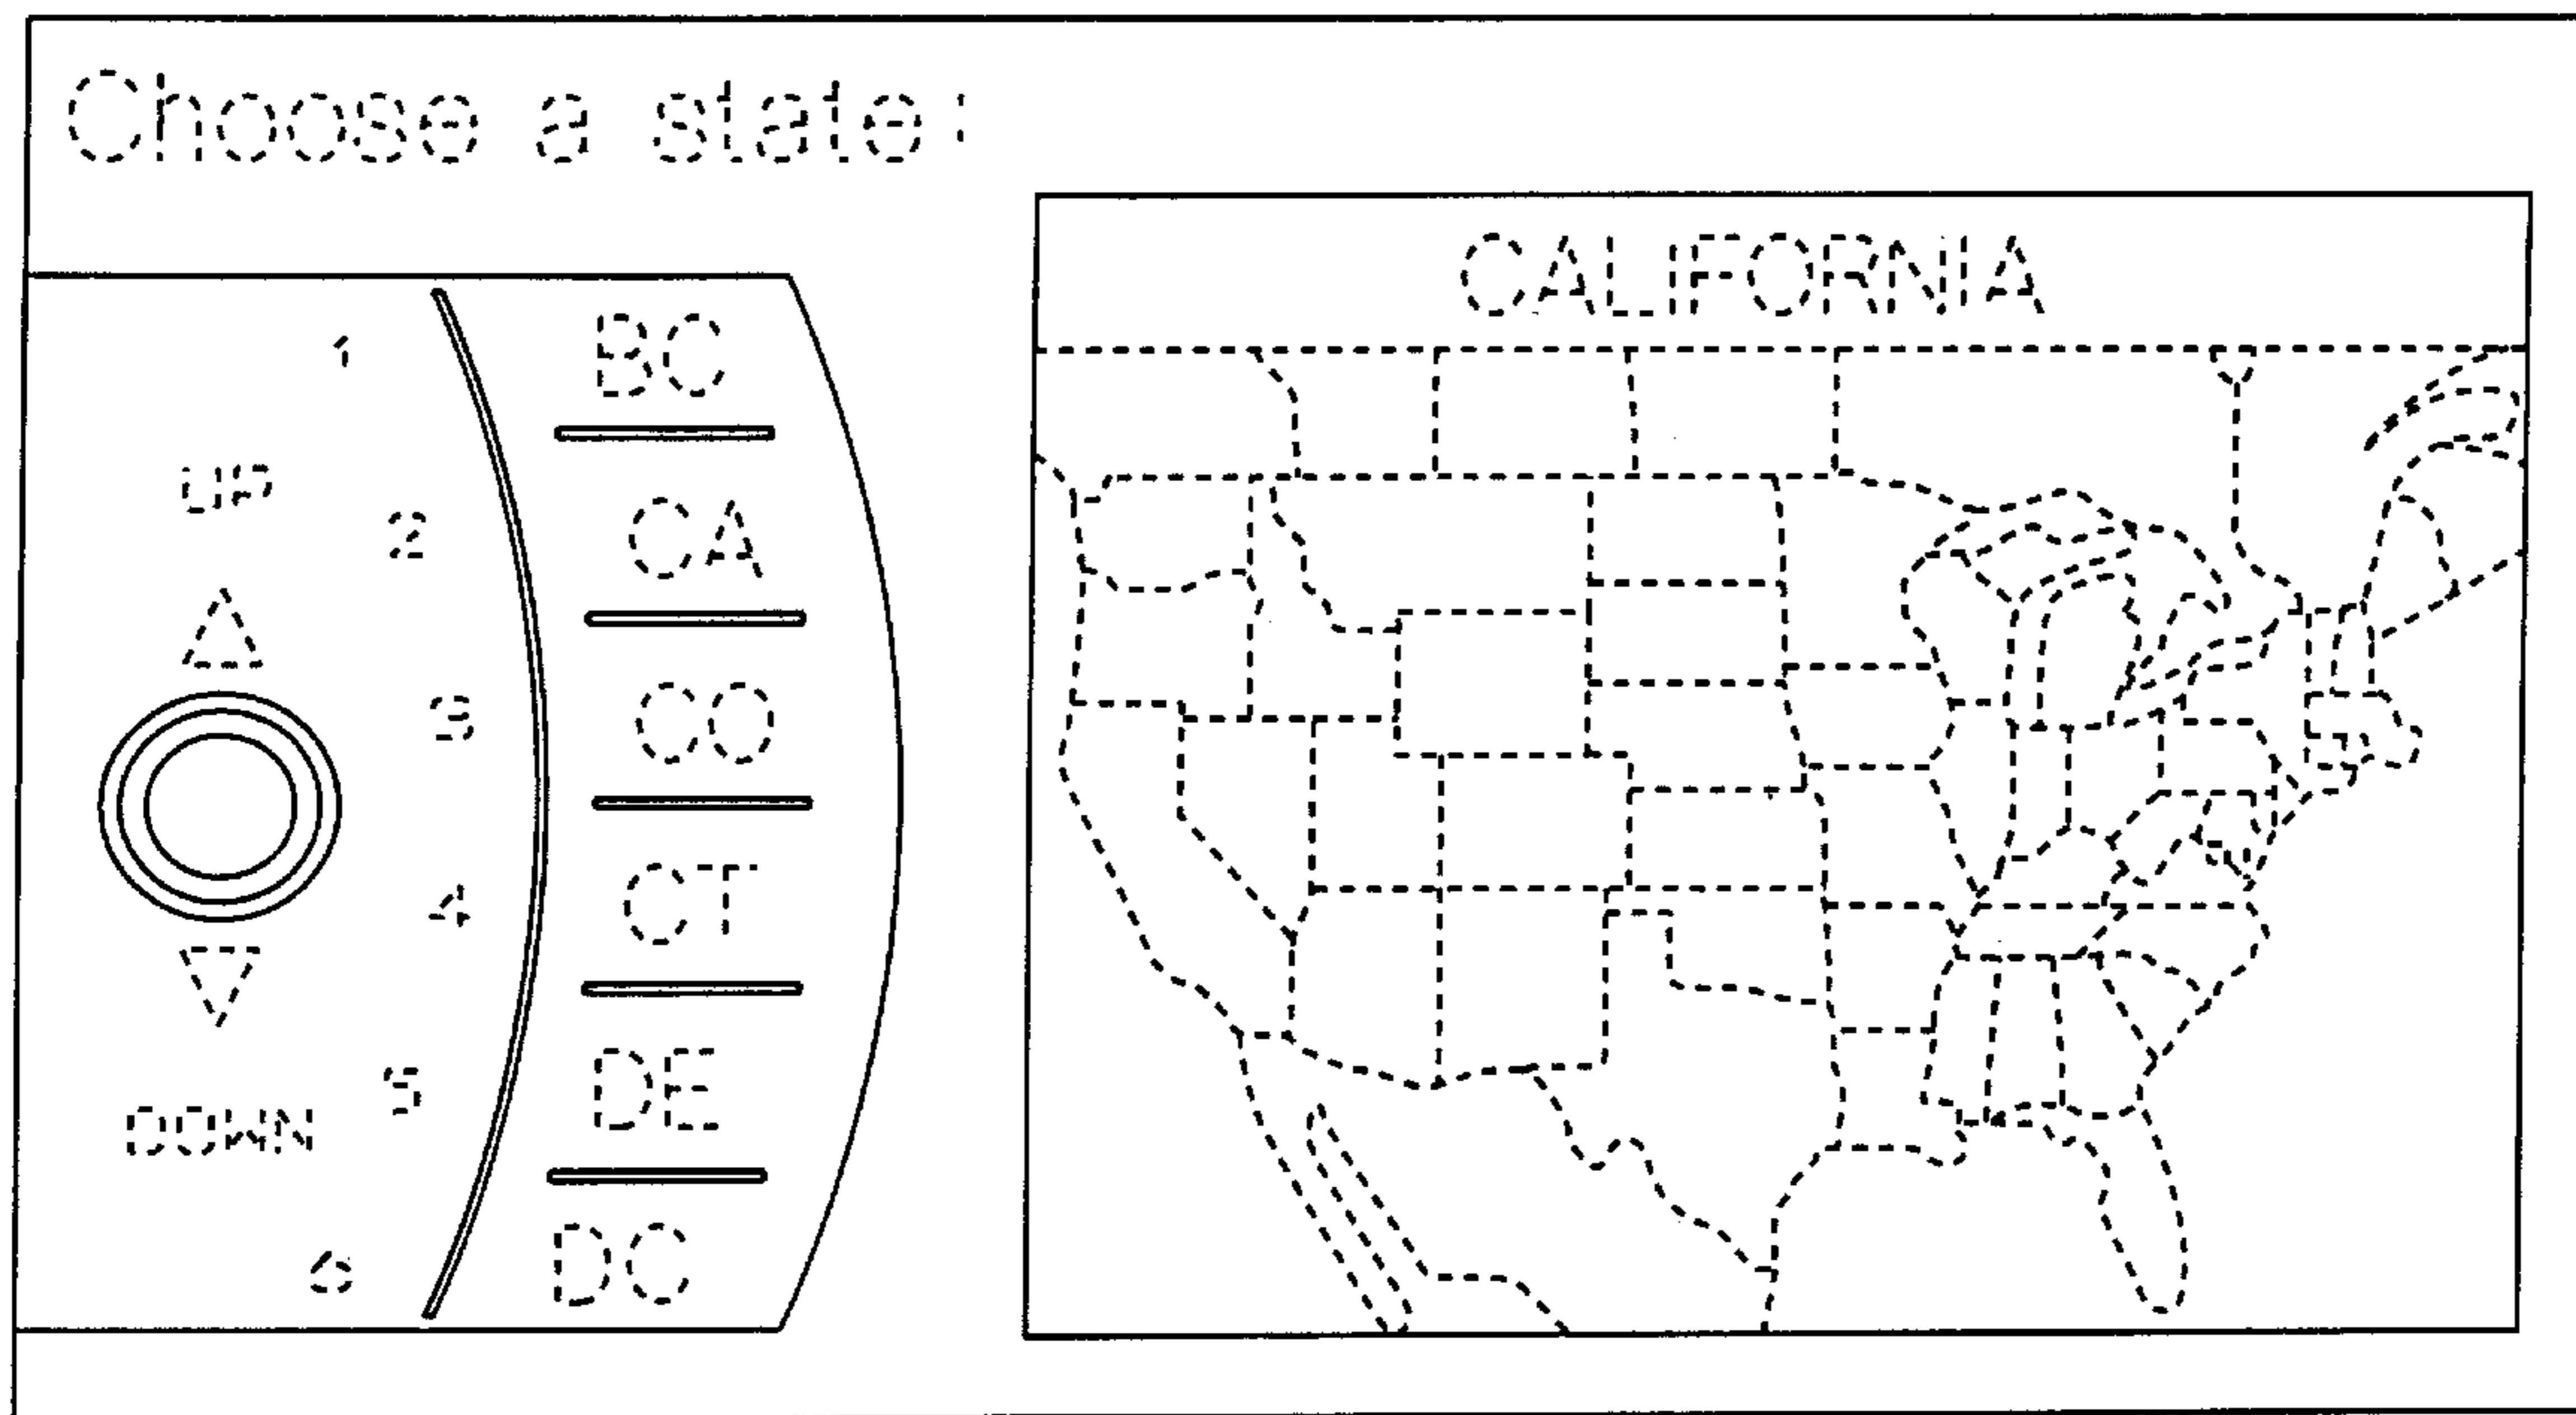 Choose a state:
CALIFORNIA
1 BC
UP
2 CA
3 CO
4 CT
5 DE
DOWN
6 DC